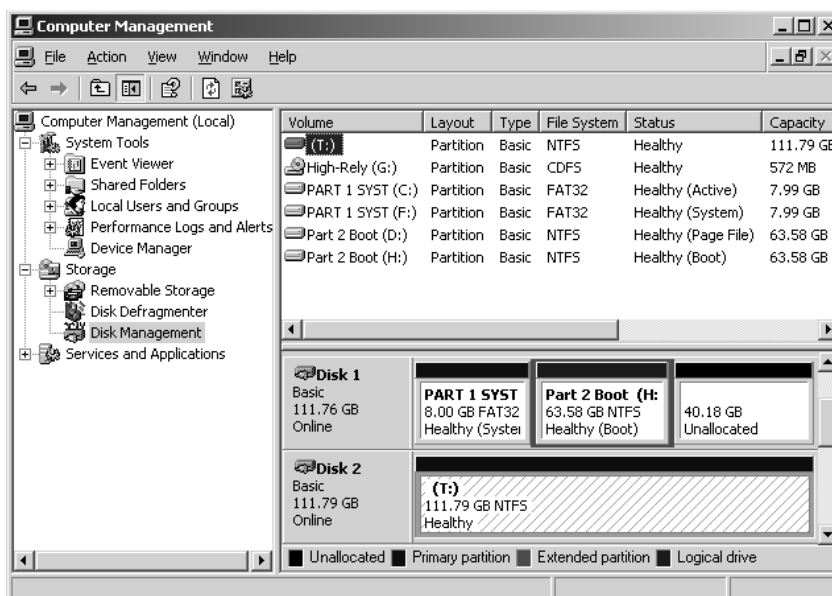 Computer Management
File Action View Window Help
Computer Management (Local)
System Tools
Event Viewer
Shared Folders
Local Users and Groups
Performance Logs and Alerts
Device Manager
Storage
Removable Storage
Disk Defragmenter
Disk Management
Services and Applications
Volume Layout Type File System Status Capacity
(T:) Partition Basic NTFS Healthy 111.79 GB
High-Rely (G:) Partition Basic CDFS Healthy 572 MB
PART 1 SYST (C:) Partition Basic FAT32 Healthy (Active) 7.99 GB
PART 1 SYST (F:) Partition Basic FAT32 Healthy (System) 7.99 GB
Part 2 Boot (D:) Partition Basic NTFS Healthy (Page File) 63.58 GB
Part 2 Boot (H:) Partition Basic NTFS Healthy (Boot) 63.58 GB
Disk 1
Basic
111.76 GB
Online
PART 1 SYST
8.00 GB FAT32
Healthy (Syster
Part 2 Boot (H:
63.58 GB NTFS
Healthy (Boot)
40.18 GB
Unallocated
Disk 2
Basic
111.79 GB
Online
(T:)
111.79 GB NTFS
Healthy
Unallocated Primary partition Extended partition Logical drive